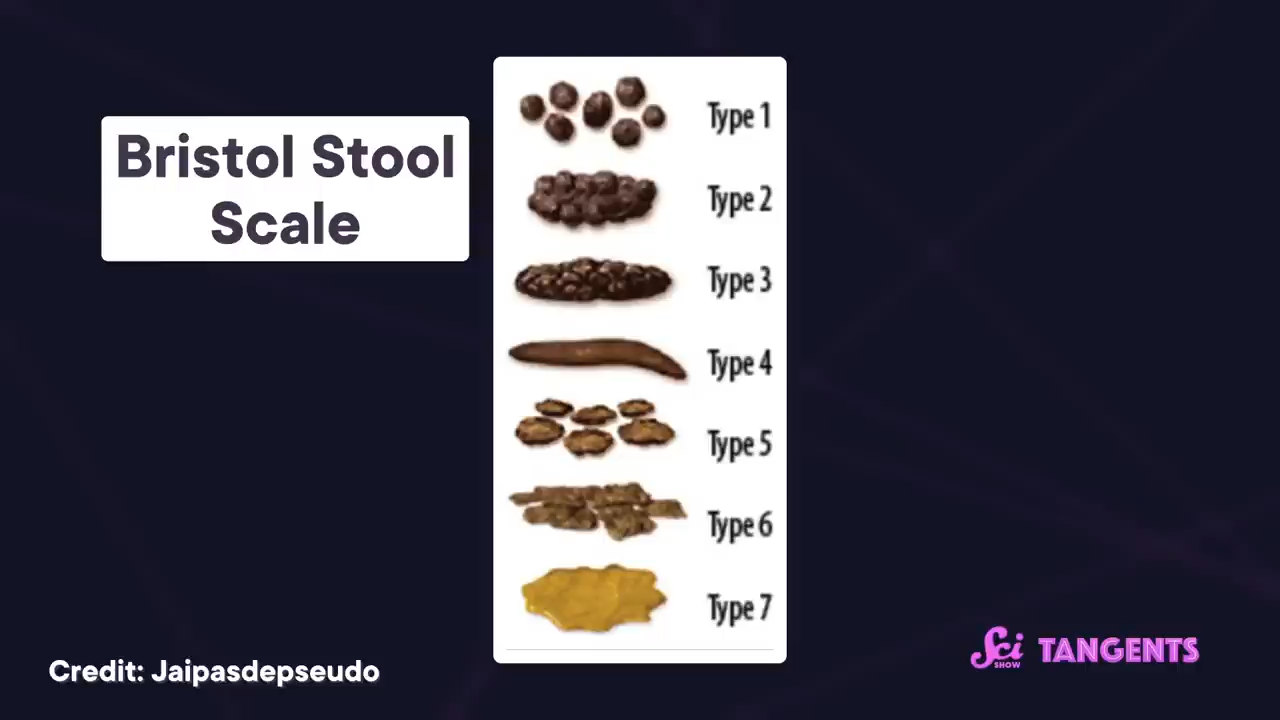 Bristol Stool
Scale
Type 1
Type 2
Type 3
Type 4
Type 5
Type 6
Type 7
Credit: Jaipasdepseudo
Sci
SHOW
TANGENTS